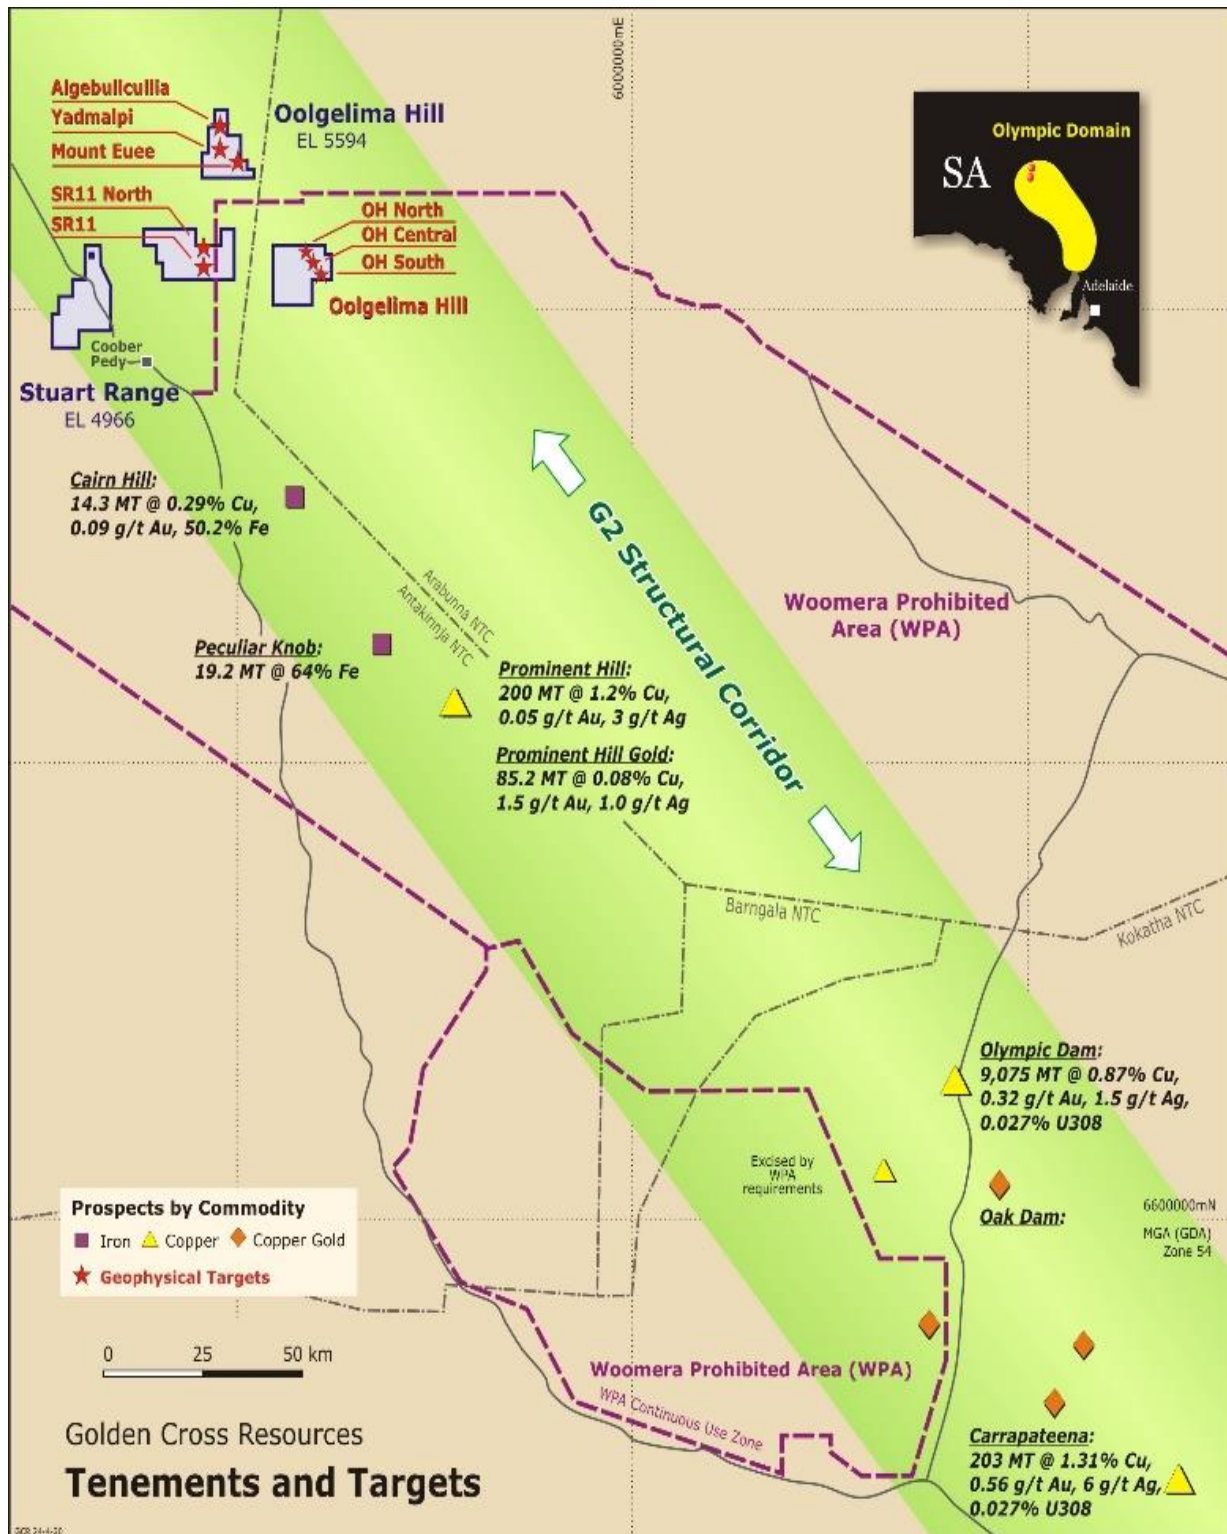 6000000mE
Algebullcullia
Yadmalpi
Mount Euee
Oolgelima Hill
EL 5594
SR11 North
SR11
OH North
OH Central
OH South
Oolgelima Hill
Coober
Pedy
Stuart Range
EL 4966
Olympic Domain
SA
Adelaide
Cairn Hill:
14.3 MT @ 0.29% Cu,
0.09 g/t Au, 50.2% Fe
G2 Structural Corridor
Woomera Prohibited
Area (WPA)
Arabunna NTC
Antakirinja NTC
Peculiar Knob:
19.2 MT @ 64% Fe
Prominent Hill:
200 MT @ 1.2% Cu,
0.05 g/t Au, 3 g/t Ag
Prominent Hill Gold:
85.2 MT @ 0.08% Cu,
1.5 g/t Au, 1.0 g/t Ag
Barngala NTC
Kokatha NTC
Olympic Dam:
9,075 MT @ 0.87% Cu,
0.32 g/t Au, 1.5 g/t Ag,
0.027% U308
Excised by
WPA
requirements
Oak Dam:
6600000mN
MGA (GDA)
Zone 54
Prospects by Commodity
Iron Copper Copper Gold
Geophysical Targets
0 25 50 km
Woomera Prohibited Area (WPA)
WPA Continuous Use Zone
Carrapateena:
203 MT @ 1.31% Cu,
0.56 g/t Au, 6 g/t Ag,
0.027% U308
Golden Cross Resources
Tenements and Targets